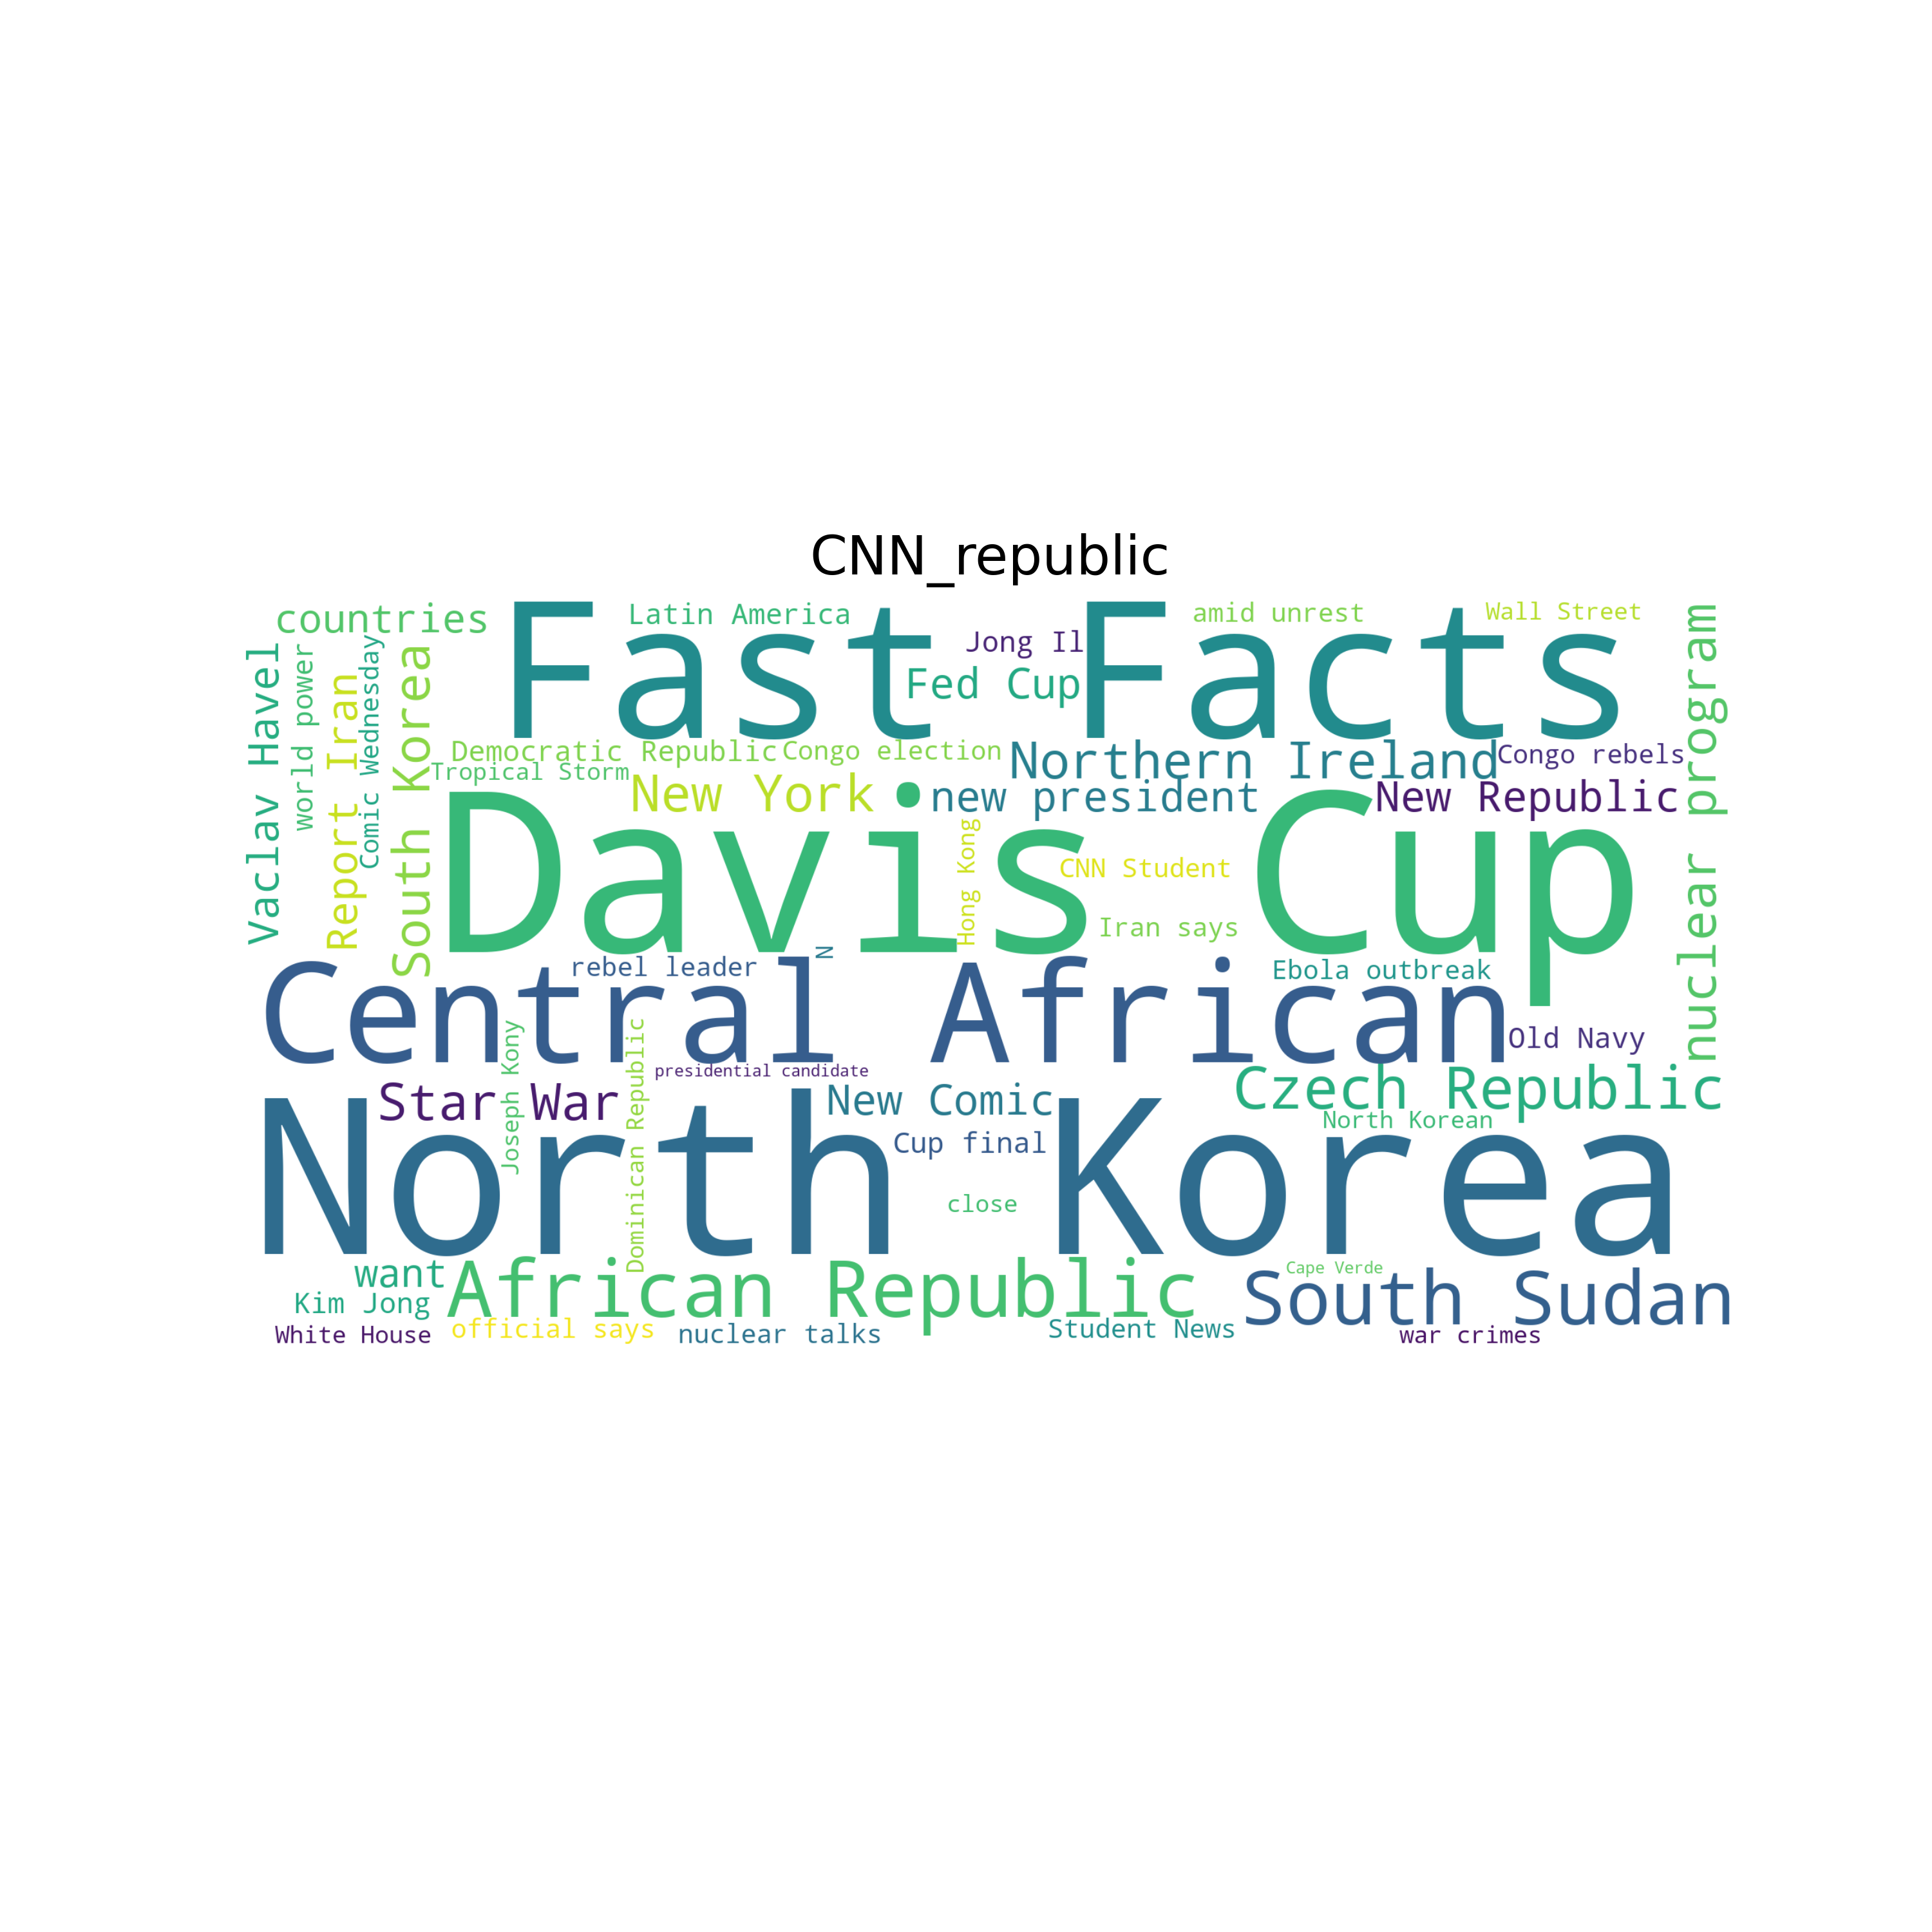 CNN_republic
countries
Fast Facts
Latin America
Jong Il
Fed Cup
amid unrest
Wall Street
Vaclav Havel
world power
Report Iran
Comic Wednesday
South Korea
nuclear program
Democratic Republic
Congo election
Northern Ireland
Congo rebels
Tropical Storm
New York
new president
New Republic
Davis Cup
Hong Kong
CNN Student
Iran says
N
rebel leader
Ebola outbreak
Central African
Old Navy
Joseph Kony
Dominican Republic
presidential candidate
Star War
New Comic
Czech Republic
North Korean
North Korea
Cup final
close
want
African Republic
Cape Verde
South Sudan
Kim Jong
White House
official says
nuclear talks
Student News
war crimes